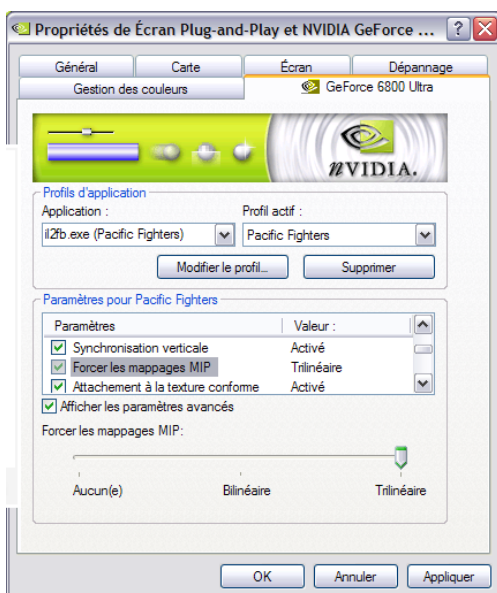 Propriétés de Écran Plug-and-Play et NVIDIA GeForce ...
Général Carte Écran Dépannage
Gestion des couleurs GeForce 6800 Ultra
nVIDIA.
Profils d'application
Application : Profil actif :
il2fb.exe (Pacific Fighters) Pacific Fighters
Modifier le profil... Supprimer
Paramètres pour Pacific Fighters
Paramètres Valeur :
Synchronisation verticale Activé
Forcer les mappages MIP Trilinéaire
Attachement à la texture conforme Activé
Afficher les paramètres avancés
Forcer les mappages MIP:
Aucun(e) Bilinéaire Trilinéaire
OK Annuler Appliquer